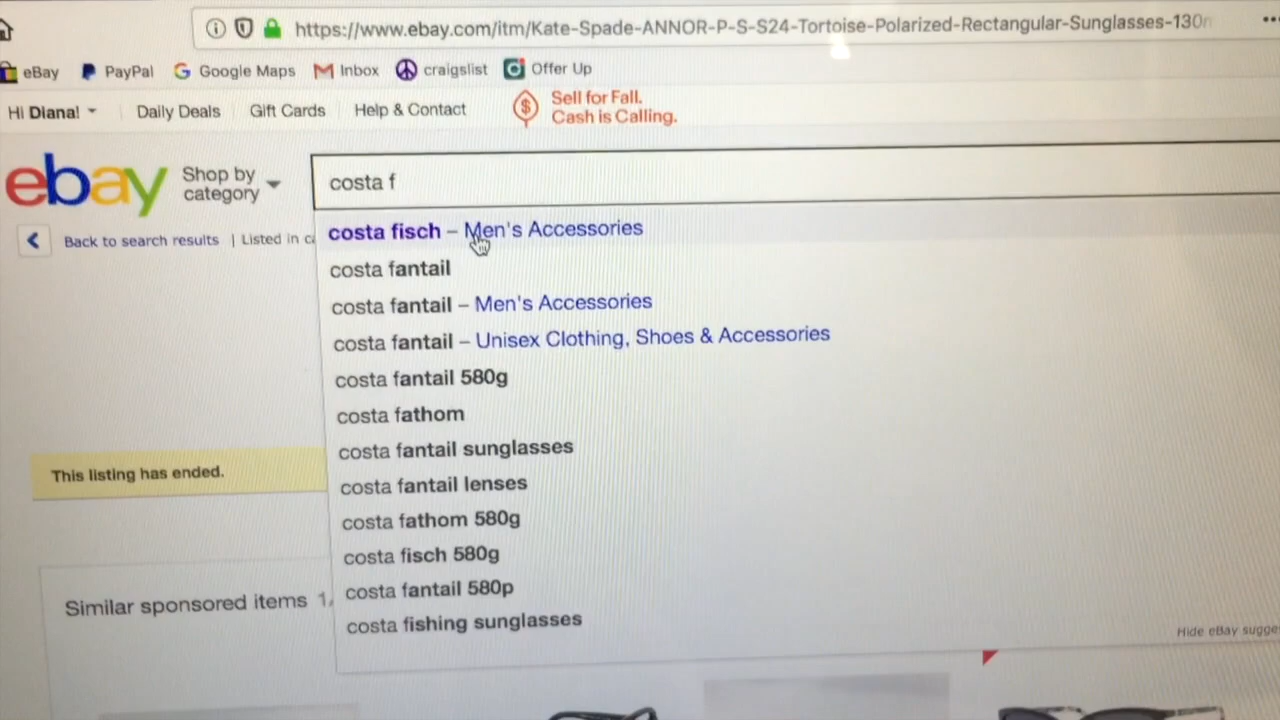 https://www.ebay.com/itm/Kate-Spade-ANNOR-P-S-S24-Tortoise-Polarized-Rectangular-Sunglasses-130
eBay PayPal Google Maps Inbox craigslist Offer Up
Hi Diana! Daily Deals Gift Cards Help & Contact
Sell for Fall.
Cash is Calling.
ebay
Shop by
category
costa f
Back to search results | Listed in
costa fisch – Men's Accessories
costa fantail
costa fantail – Men's Accessories
costa fantail – Unisex Clothing, Shoes & Accessories
costa fantail 580g
costa fathom
costa fantail sunglasses
This listing has ended.
costa fantail lenses
costa fathom 580g
costa fisch 580g
costa fantail 580p
Similar sponsored items
costa fishing sunglasses
Hide eBay